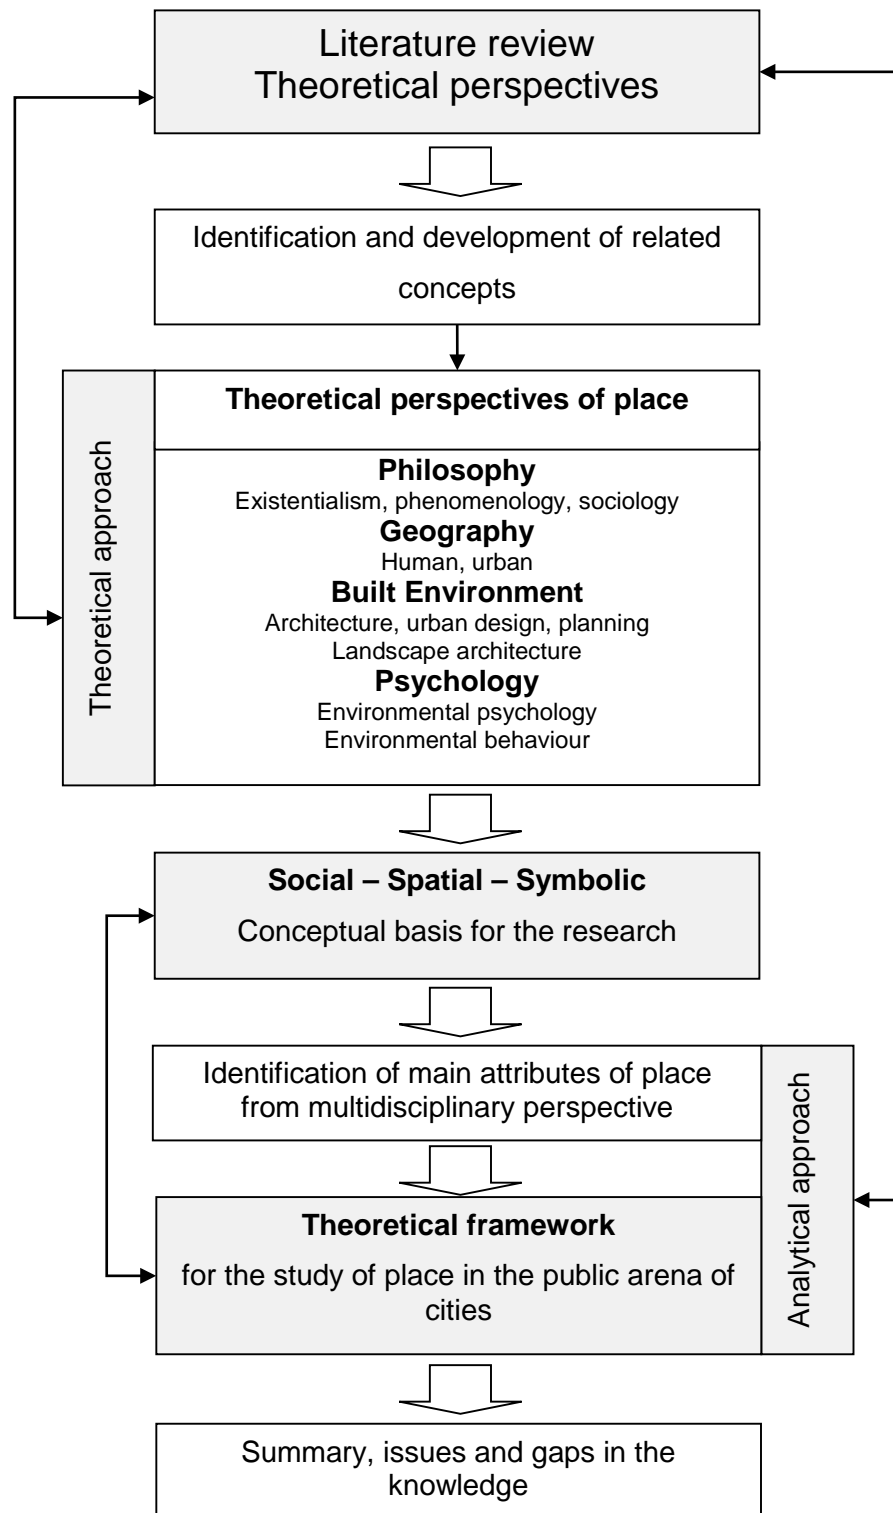 Literature review
Theoretical perspectives
Identification and development of related
concepts
Theoretical approach
Theoretical perspectives of place
Philosophy
Existentialism, phenomenology, sociology
Geography
Human, urban
Built Environment
Architecture, urban design, planning
Landscape architecture
Psychology
Environmental psychology
Environmental behaviour
Social – Spatial – Symbolic
Conceptual basis for the research
Identification of main attributes of place
from multidisciplinary perspective
Analytical approach
Theoretical framework
for the study of place in the public arena of
cities
Summary, issues and gaps in the
knowledge